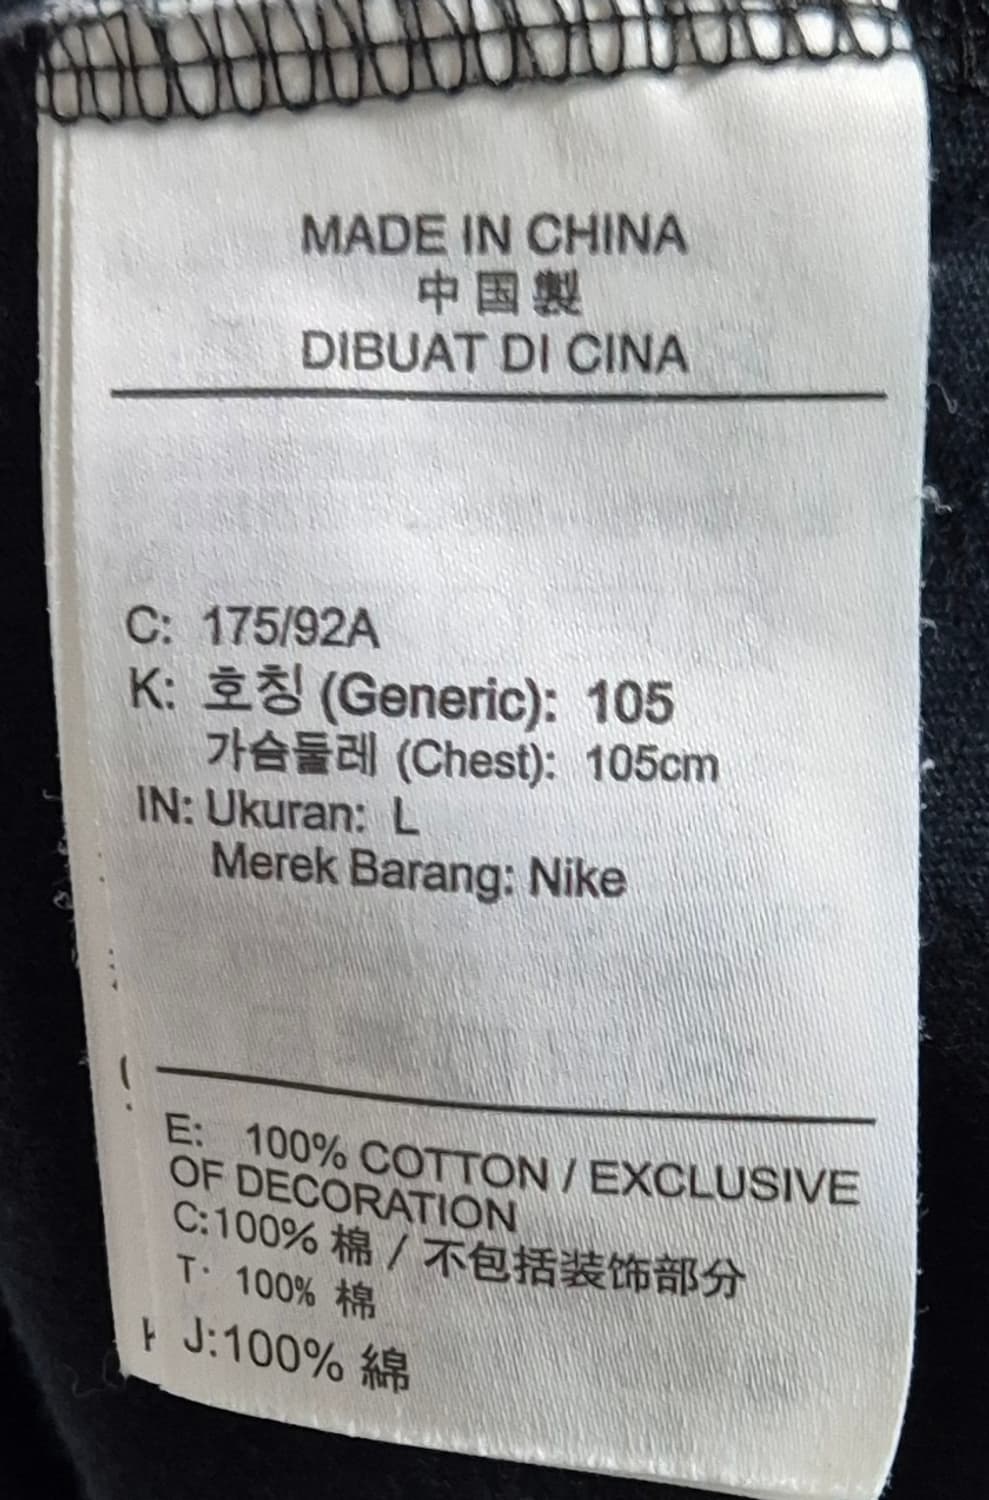 MADE IN CHINA
中国製
DIBUAT DI CINA
C: 175/92A
K: 호칭 (Generic): 105
가슴둘레 (Chest): 105cm
IN: Ukuran: L
Merek Barang: Nike
E: 100% COTTON / EXCLUSIVE
OF DECORATION
C:100% 棉 / 不包括装饰部分
T: 100% 棉
J:100% 綿